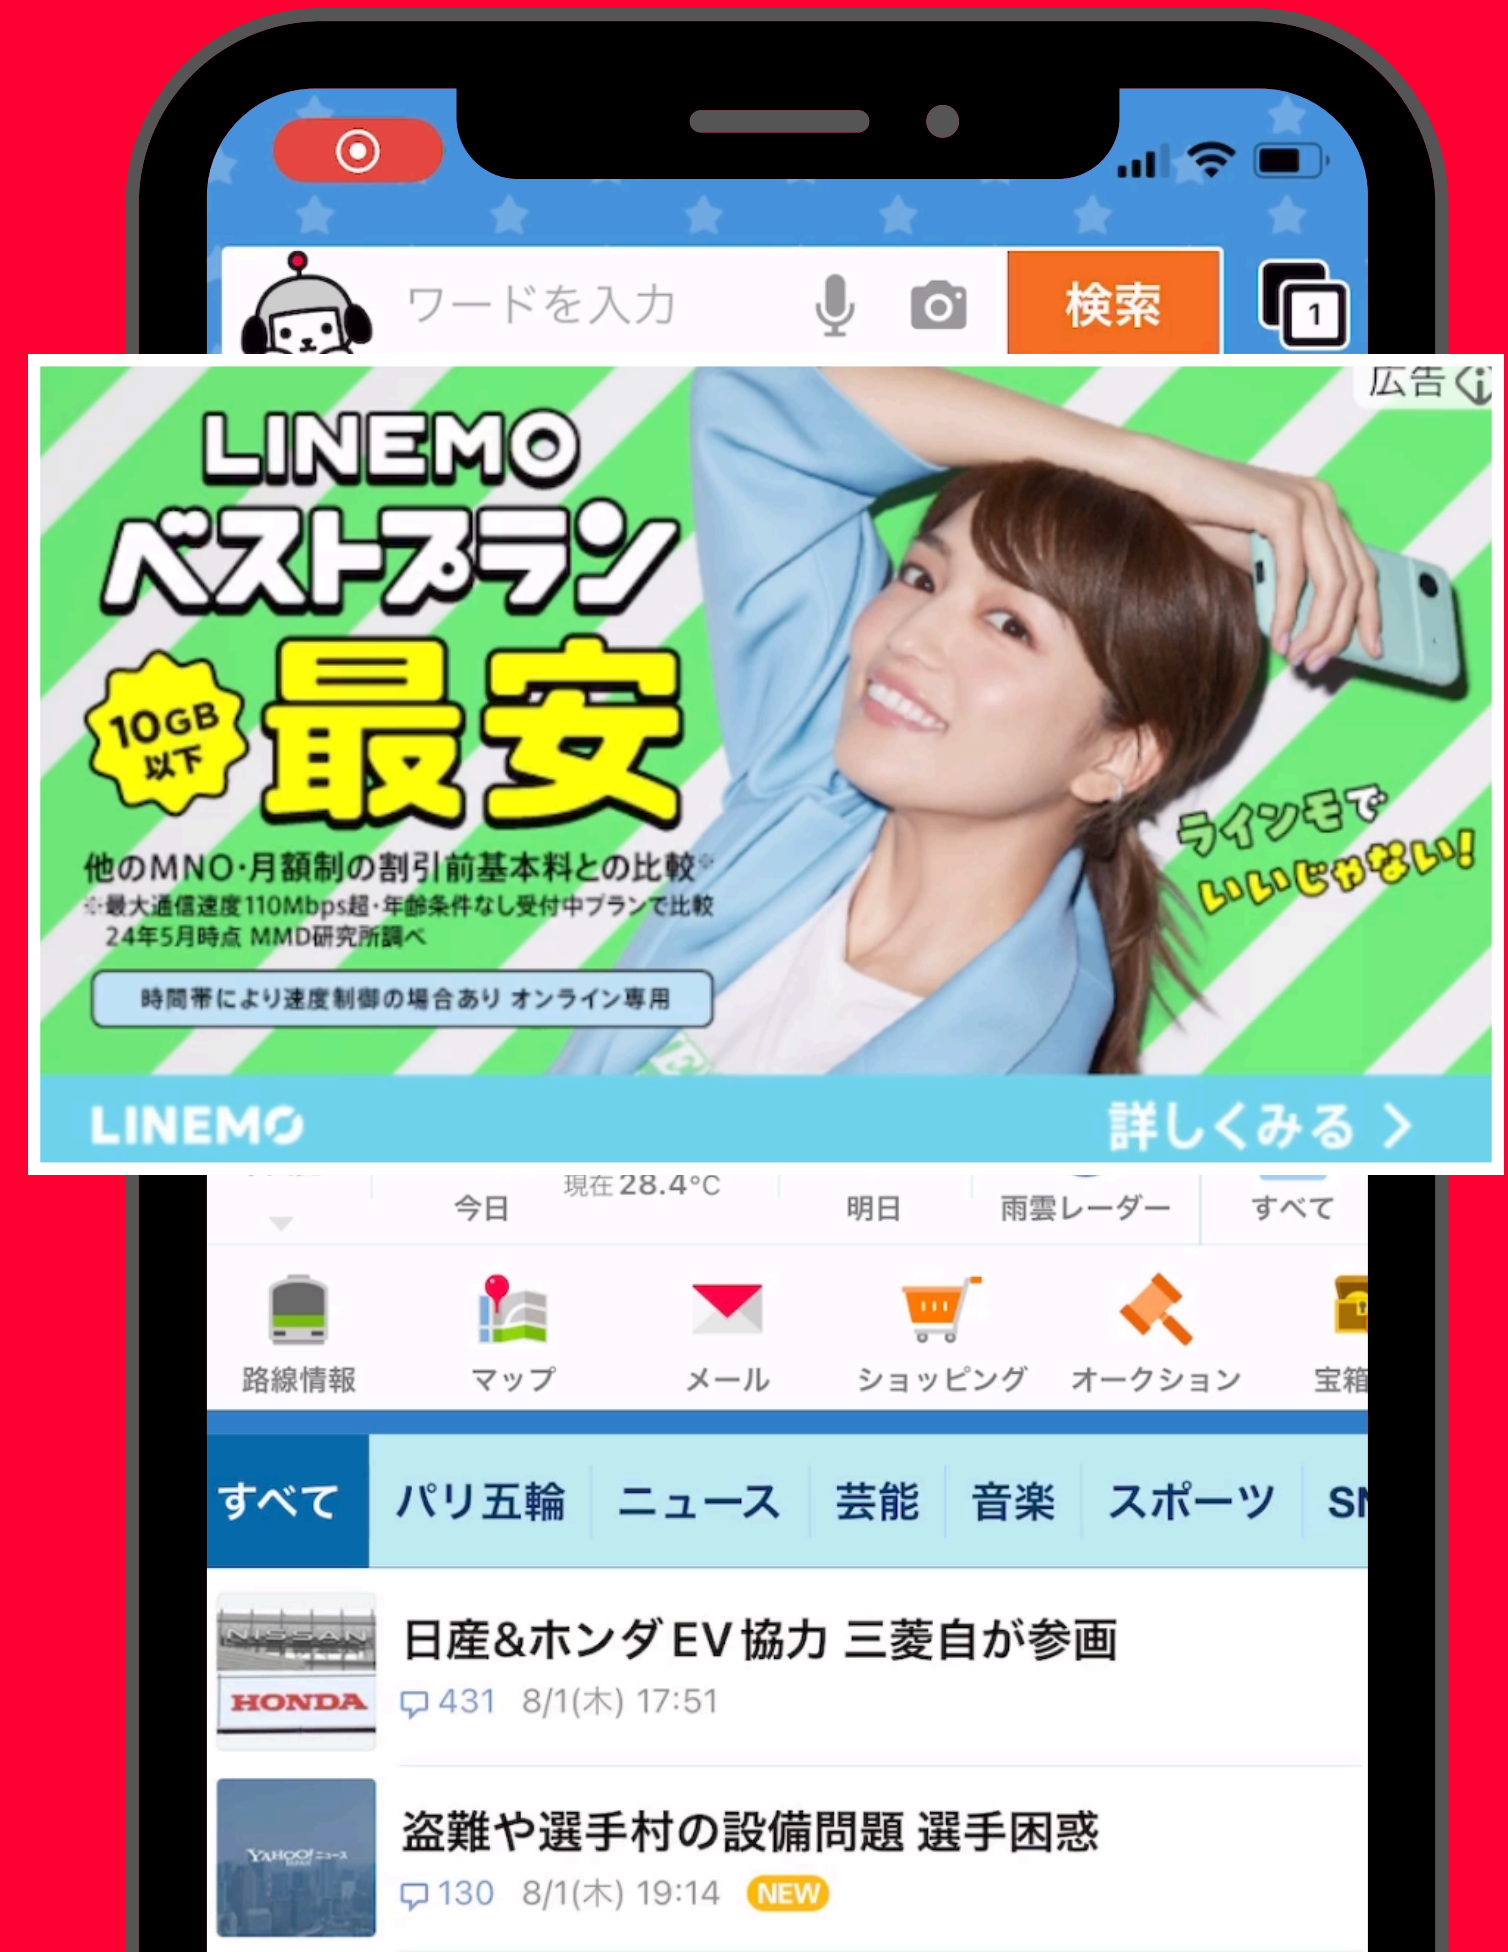 ワードを入力
検索
1
広告
LINEMO
ベストプラン
10GB
以下
最安
他のMNO・月額制の割引前基本料との比較※
※最大通信速度110Mbps超・年齢条件なし受付中プランで比較
24年5月時点 MMD研究所調べ
時間帯により速度制御の場合あり オンライン専用
ラインモで
いいじゃない!
LINEMO
詳しくみる
今日
現在 28.4°C
明日
雨雲レーダー
すべて
路線情報
マップ
メール
ショッピング
オークション
宝箱
すべて
パリ五輪
ニュース
芸能
音楽
スポーツ
SN
NISSAN
HONDA
日産&ホンダEV協力 三菱自が参画
431 8/1(木) 17:51
YAHOO!ニュース
JAPAN
盗難や選手村の設備問題 選手困惑
130 8/1(木) 19:14 NEW